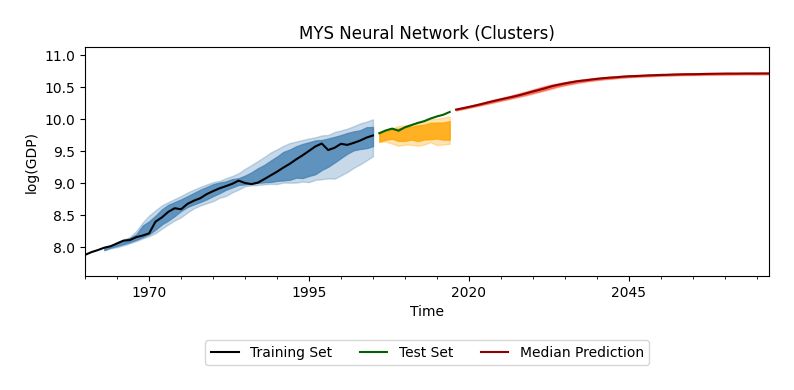 MYS Neural Network (Clusters)
11.0
10.5
10.0
9.5
9.0
8.5
8.0
log(GDP)
1970 1995 2020 2045
Time
Training Set Test Set Median Prediction